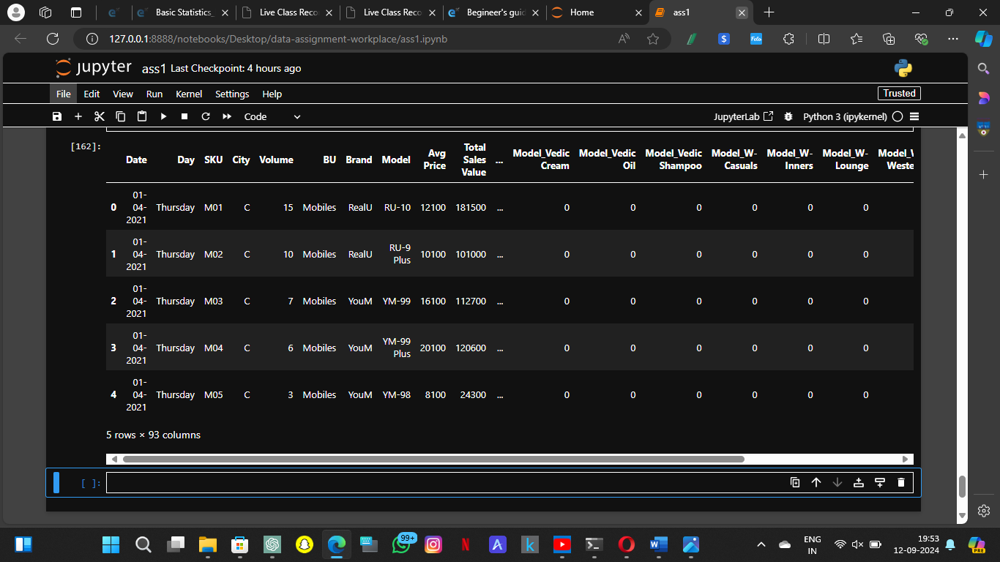 Basic Statistics_
Live Class Reco
Live Class Reco
Begineer's guid
Home
ass1
127.0.0.1:8888/notebooks/Desktop/data-assignment-workplace/ass1.ipynb
jupyter ass1 Last Checkpoint: 4 hours ago
File Edit View Run Kernel Settings Help
Trusted
Code
JupyterLab
Python 3 (ipykernel)
[162]:
Date Day SKU City Volume BU Brand Model Avg Price Total Sales Value ... Model_Vedic Cream Model_Vedic Oil Model_Vedic Shampoo Model_W-Casuals Model_W-Inners Model_W-Lounge Model_W Weste
0 01-04-2021 Thursday M01 C 15 Mobiles RealU RU-10 12100 181500 ... 0 0 0 0 0 0
1 01-04-2021 Thursday M02 C 10 Mobiles RealU RU-9 Plus 10100 101000 ... 0 0 0 0 0 0
2 01-04-2021 Thursday M03 C 7 Mobiles YouM YM-99 16100 112700 ... 0 0 0 0 0 0
3 01-04-2021 Thursday M04 C 6 Mobiles YouM YM-99 Plus 20100 120600 ... 0 0 0 0 0 0
4 01-04-2021 Thursday M05 C 3 Mobiles YouM YM-98 8100 24300 ... 0 0 0 0 0 0
5 rows × 93 columns
[ ]:
99+
ENG
IN
19:53
12-09-2024
PRE